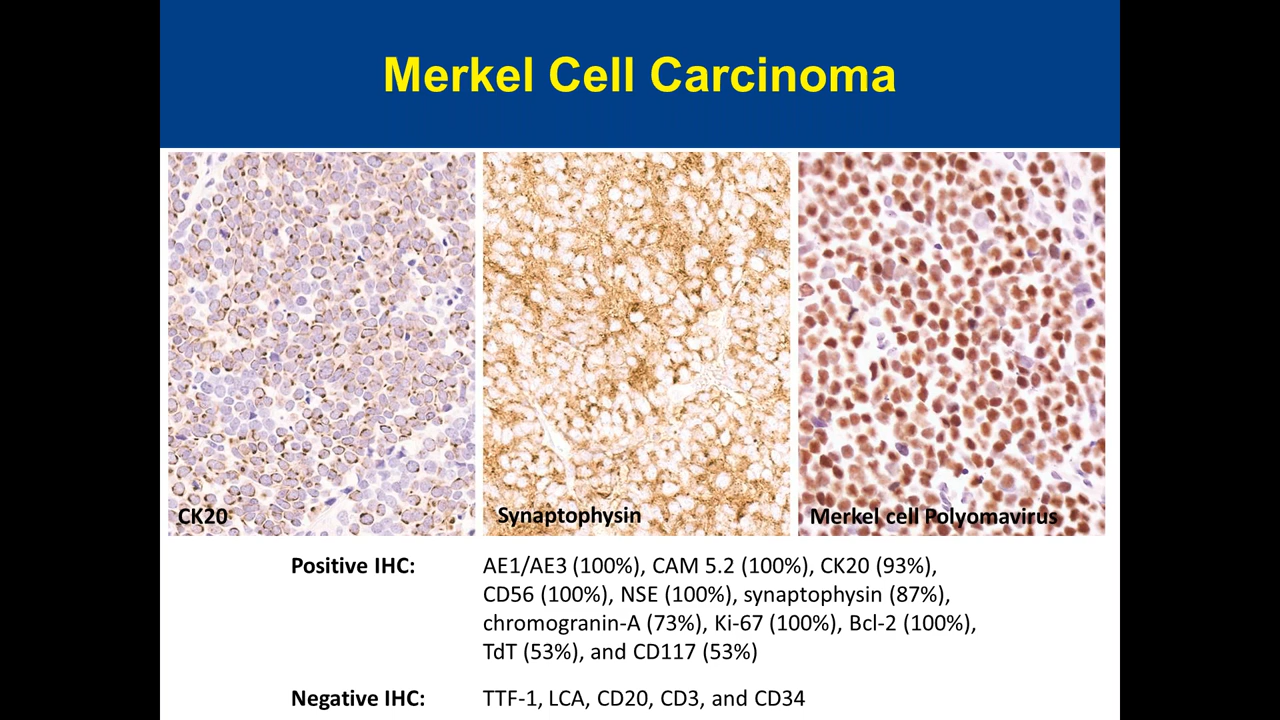 Merkel Cell Carcinoma
CK20
Synaptophysin
Merkel cell Polyomavirus
Positive IHC:
AE1/AE3 (100%), CAM 5.2 (100%), CK20 (93%),
CD56 (100%), NSE (100%), synaptophysin (87%),
chromogranin-A (73%), Ki-67 (100%), Bcl-2 (100%),
TdT (53%), and CD117 (53%)
Negative IHC:
TTF-1, LCA, CD20, CD3, and CD34